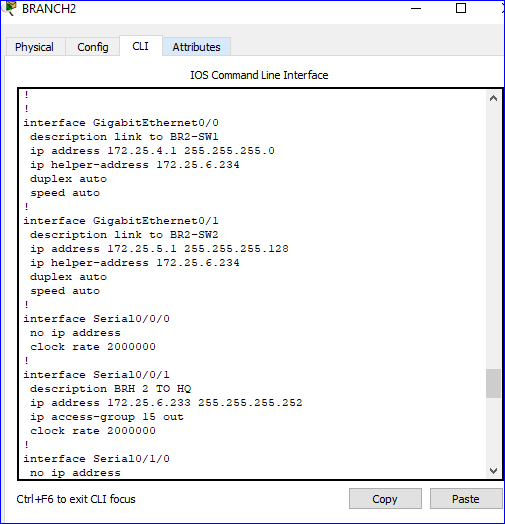 BRANCH2
Physical Config CLI Attributes
IOS Command Line Interface
!
!
interface GigabitEthernet0/0
 description link to BR2-SW1
 ip address 172.25.4.1 255.255.255.0
 ip helper-address 172.25.6.234
 duplex auto
 speed auto
!
interface GigabitEthernet0/1
 description link to BR2-SW2
 ip address 172.25.5.1 255.255.255.128
 ip helper-address 172.25.6.234
 duplex auto
 speed auto
!
interface Serial0/0/0
 no ip address
 clock rate 2000000
!
interface Serial0/0/1
 description BRH 2 TO HQ
 ip address 172.25.6.233 255.255.255.252
 ip access-group 15 out
 clock rate 2000000
!
interface Serial0/1/0
 no ip address
Ctrl+F6 to exit CLI focus
Copy Paste